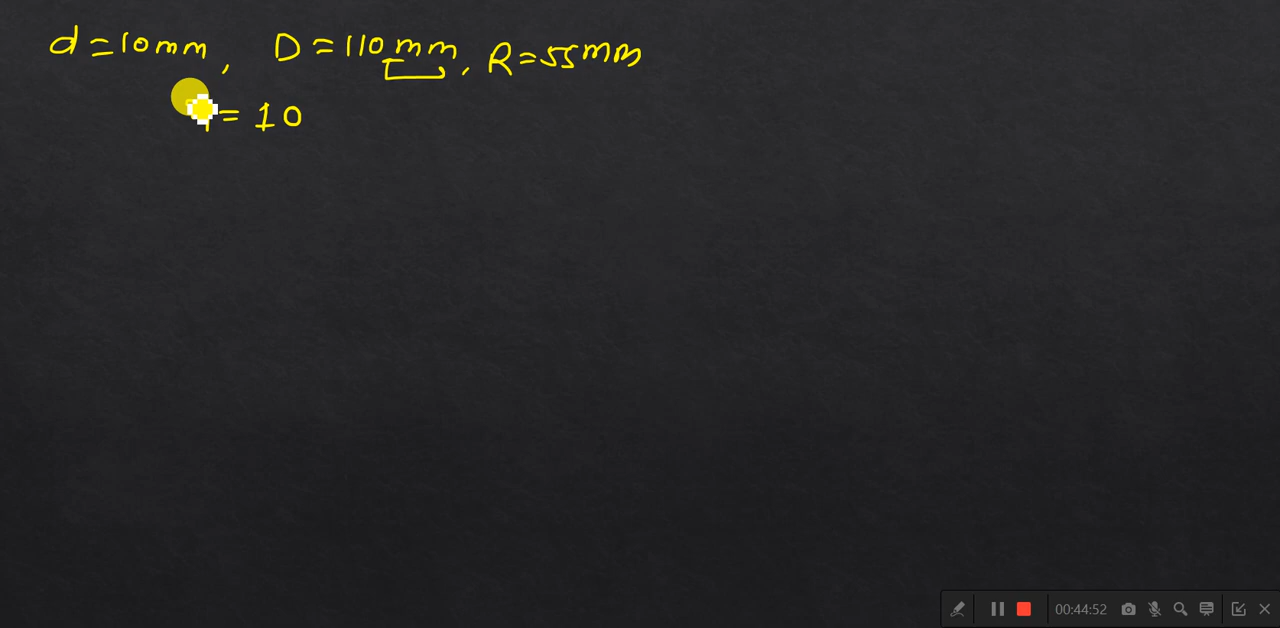 d = 10mm, D = 110mm, R = 55mm
= 10
00:44:52